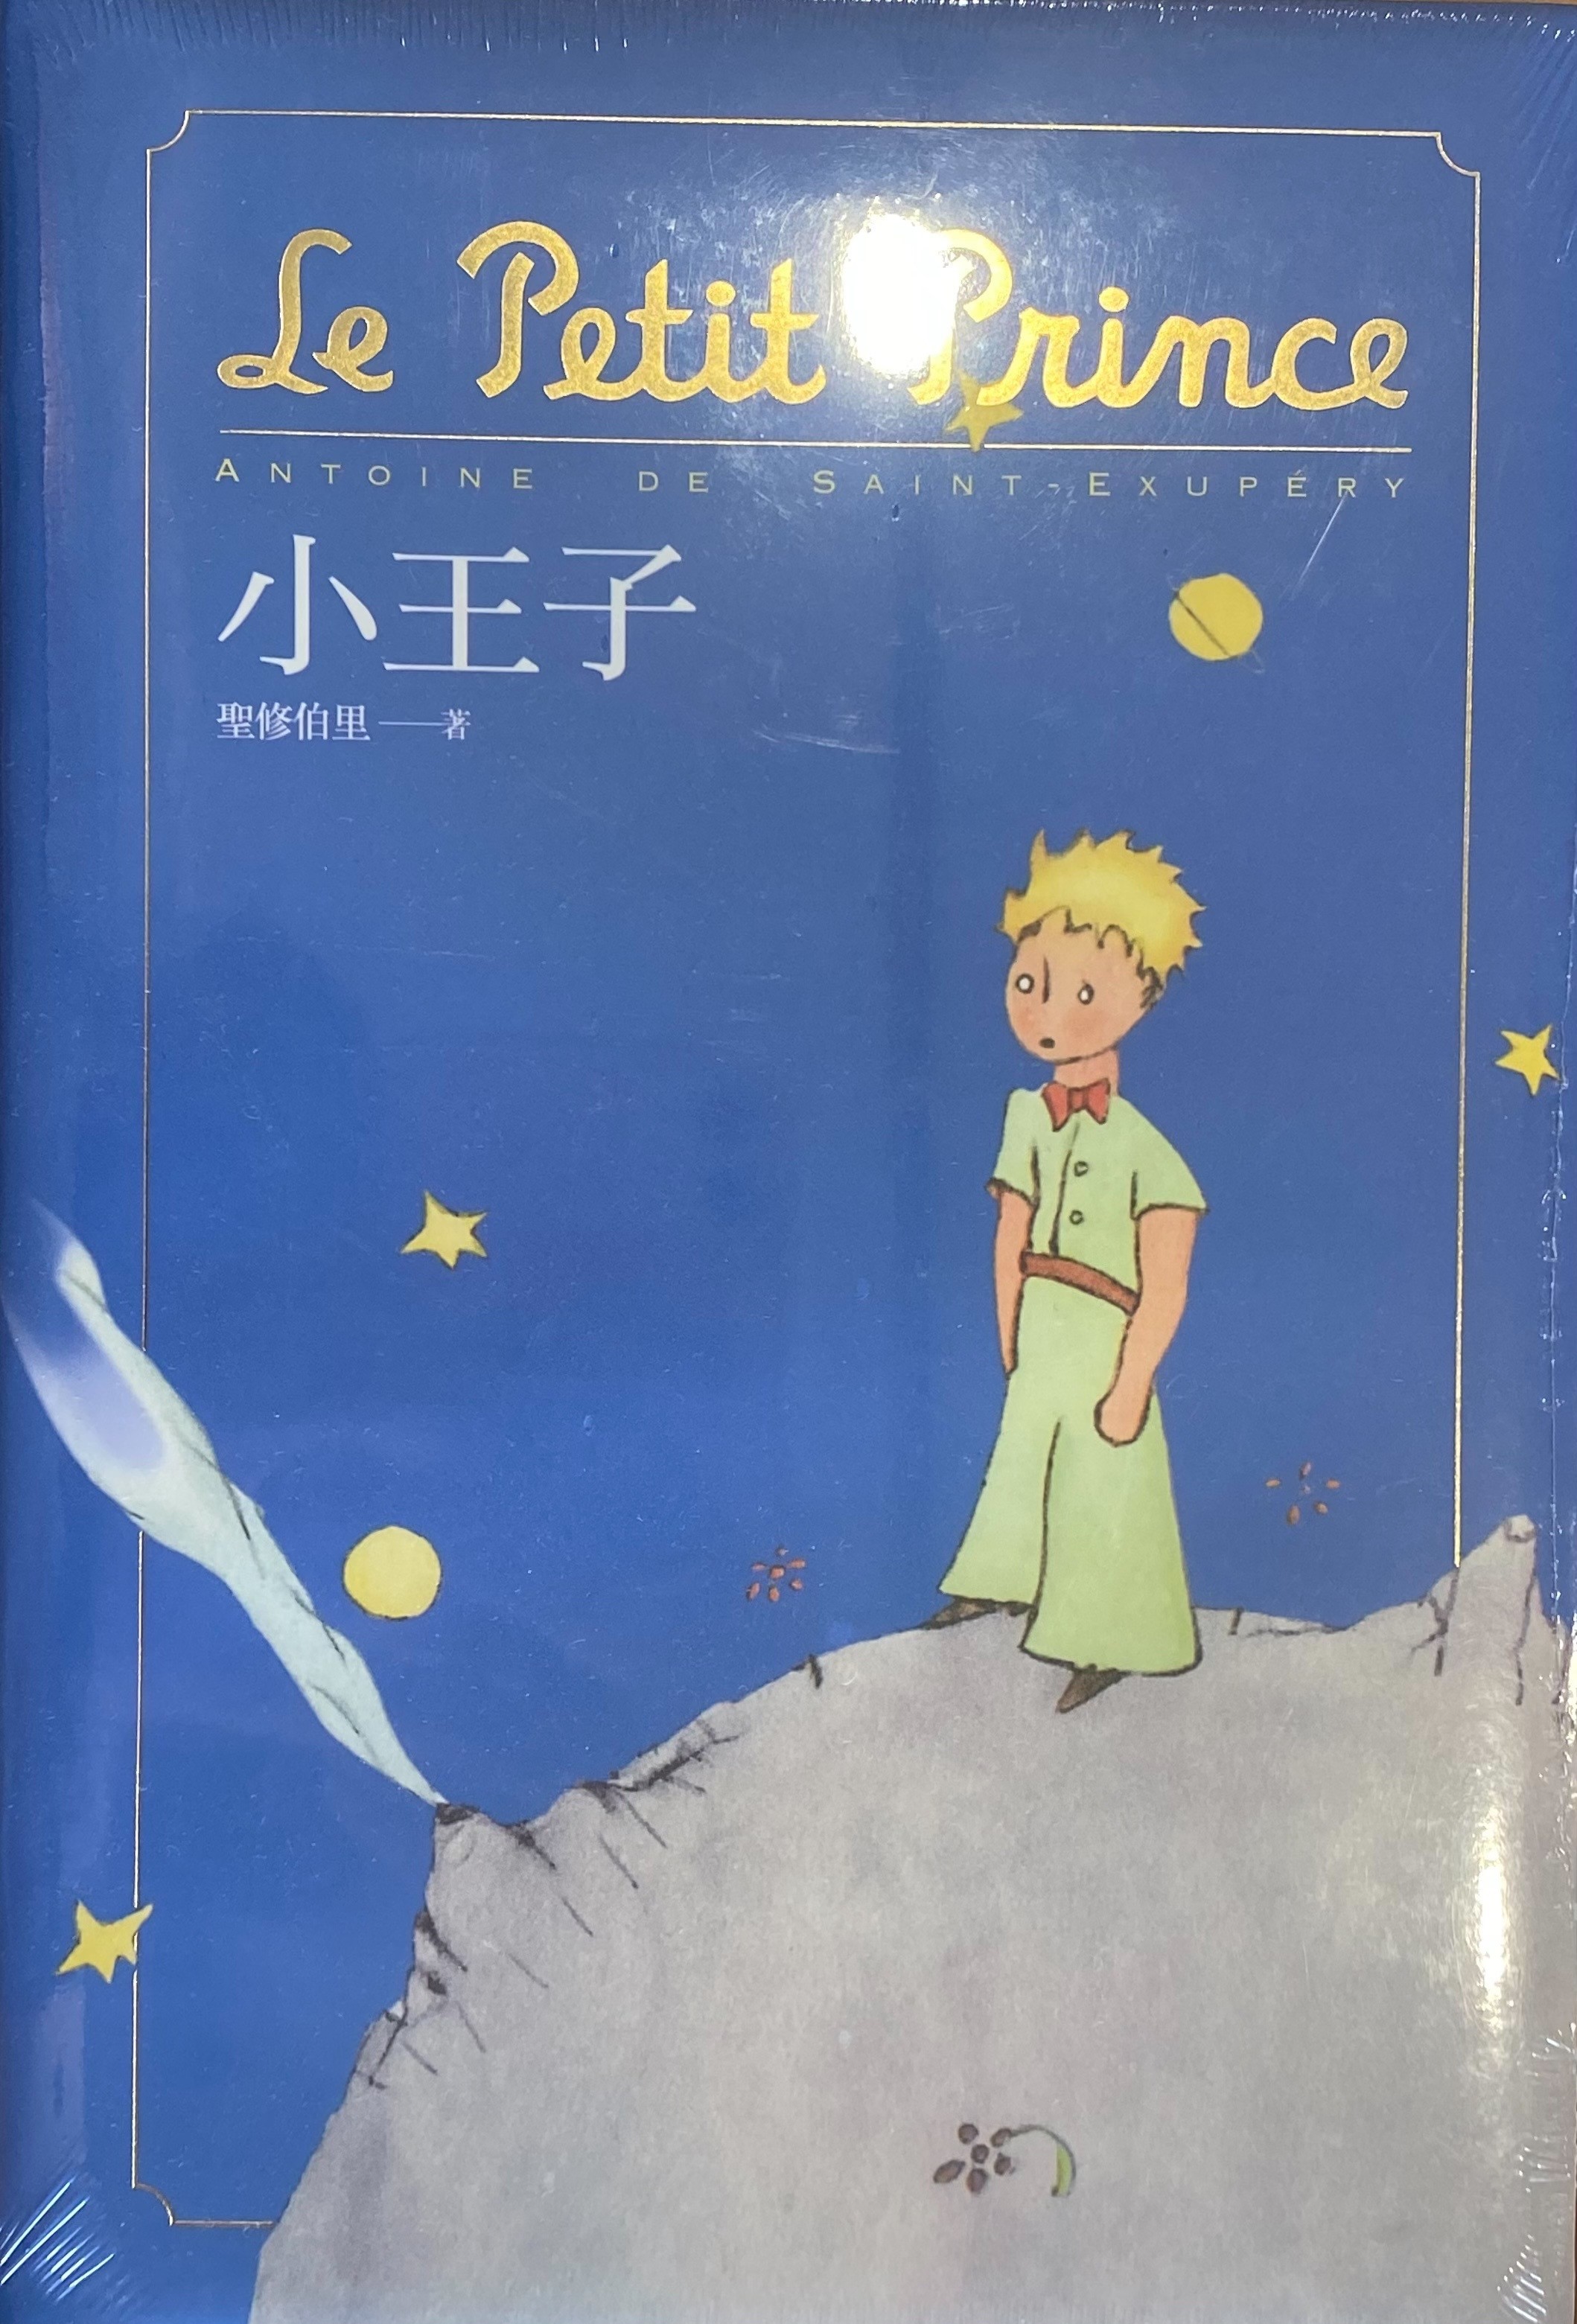 Le Petit Prince
ANTOINE DE SAINT-EXUPÉRY
小王子
聖修伯里——著